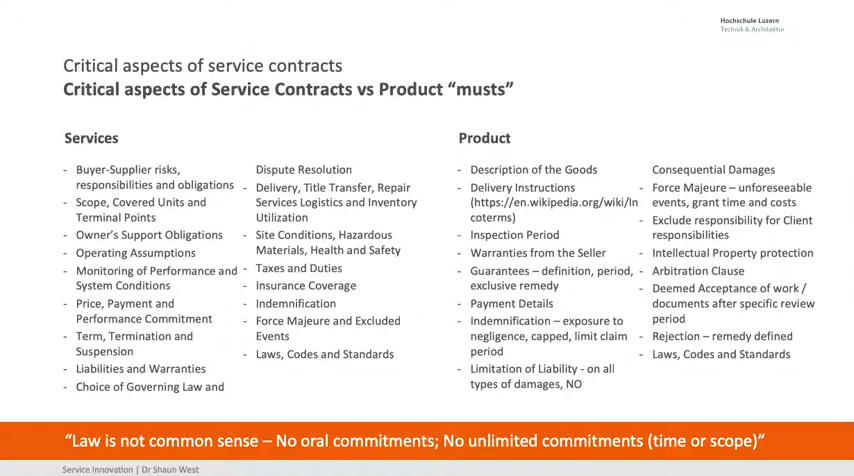 Hochschule Luzern
Technik & Architektur
Critical aspects of service contracts
Critical aspects of Service Contracts vs Product “musts”
Services
- Buyer-Supplier risks,
responsibilities and obligations
- Scope, Covered Units and
Terminal Points
- Owner’s Support Obligations
- Operating Assumptions
- Monitoring of Performance and
System Conditions
- Price, Payment and
Performance Commitment
- Term, Termination and
Suspension
- Liabilities and Warranties
- Choice of Governing Law and
Dispute Resolution
- Delivery, Title Transfer, Repair
Services Logistics and Inventory
Utilization
- Site Conditions, Hazardous
Materials, Health and Safety
- Taxes and Duties
- Insurance Coverage
- Indemnification
- Force Majeure and Excluded
Events
- Laws, Codes and Standards
Product
- Description of the Goods
- Delivery Instructions
(https://en.wikipedia.org/wiki/In
coterms)
- Inspection Period
- Warranties from the Seller
- Guarantees – definition, period,
exclusive remedy
- Payment Details
- Indemnification – exposure to
negligence, capped, limit claim
period
- Limitation of Liability - on all
types of damages, NO
Consequential Damages
- Force Majeure – unforeseeable
events, grant time and costs
- Exclude responsibility for Client
responsibilities
- Intellectual Property protection
- Arbitration Clause
- Deemed Acceptance of work /
documents after specific review
period
- Rejection – remedy defined
- Laws, Codes and Standards
“Law is not common sense – No oral commitments; No unlimited commitments (time or scope)”
Service Innovation | Dr Shaun West